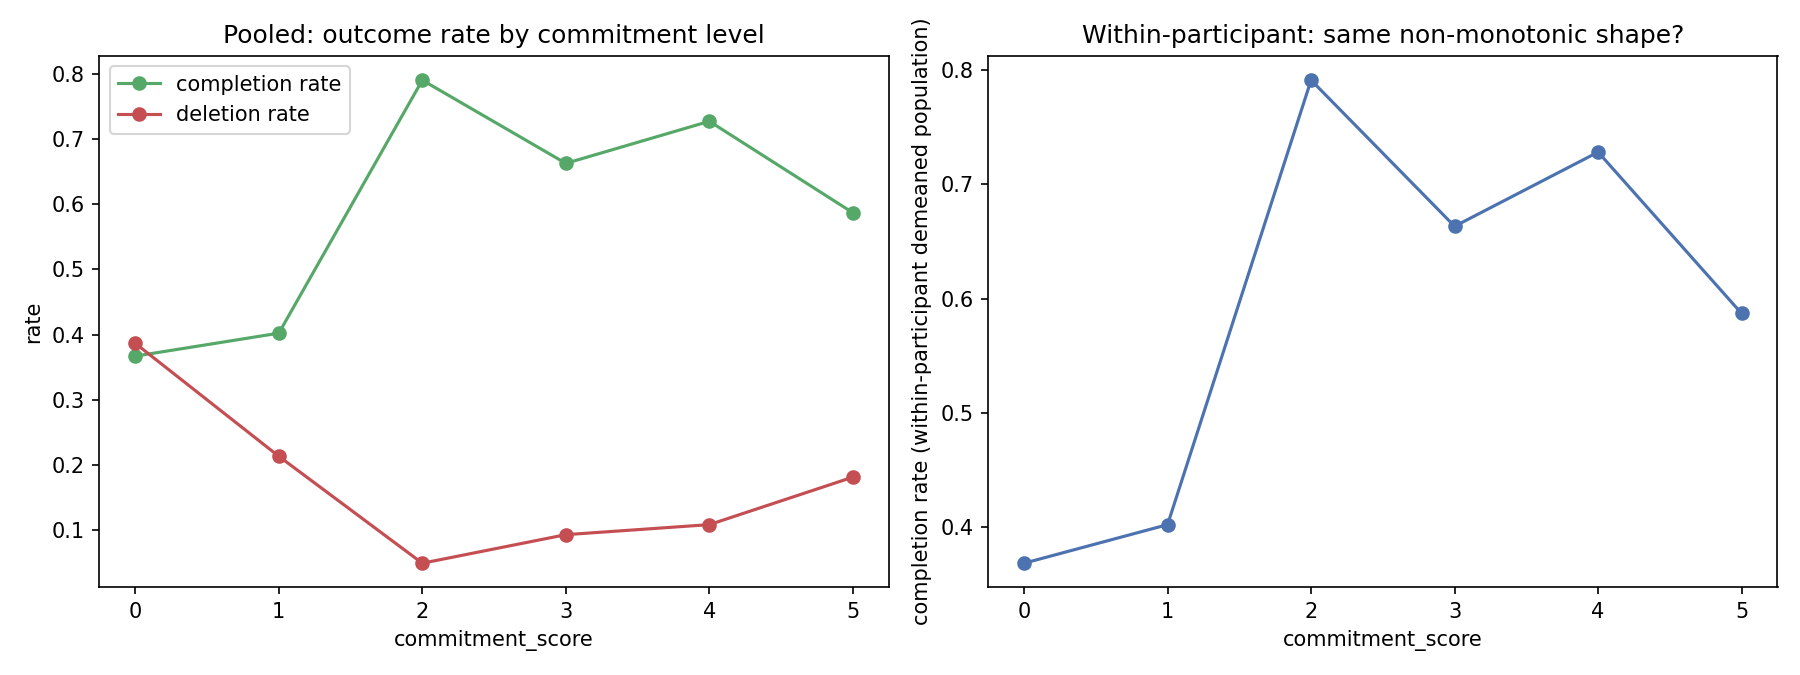 Pooled: outcome rate by commitment level
completion rate
deletion rate
rate
0.8
0.7
0.6
0.5
0.4
0.3
0.2
0.1
0 1 2 3 4 5
commitment_score
Within-participant: same non-monotonic shape?
completion rate (within-participant demeaned population)
0.8
0.7
0.6
0.5
0.4
0 1 2 3 4 5
commitment_score